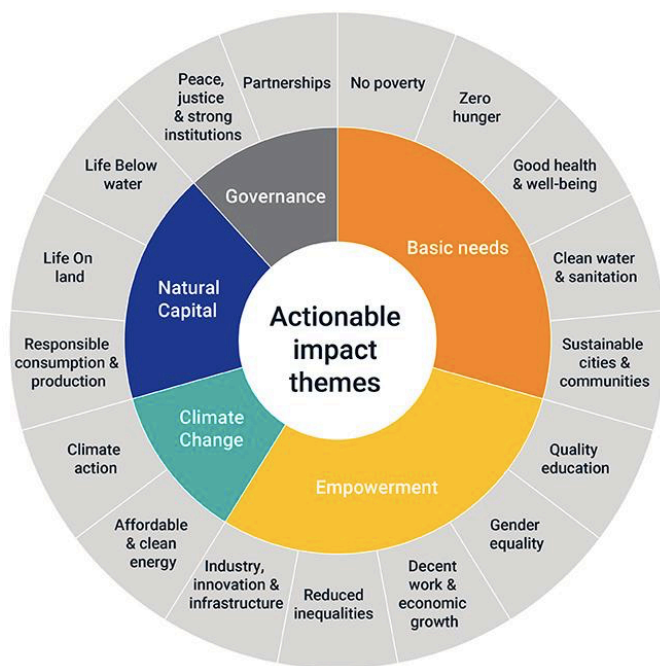 Actionable
impact
themes
Basic needs
Empowerment
Climate
Change
Natural
Capital
Governance
No poverty
Zero
hunger
Good health
& well-being
Clean water
& sanitation
Sustainable
cities &
communities
Quality
education
Gender
equality
Decent
work &
economic
growth
Reduced
inequalities
Industry,
innovation &
infrastructure
Affordable
& clean
energy
Climate
action
Responsible
consumption &
production
Life On
land
Life Below
water
Peace,
justice
& strong
institutions
Partnerships